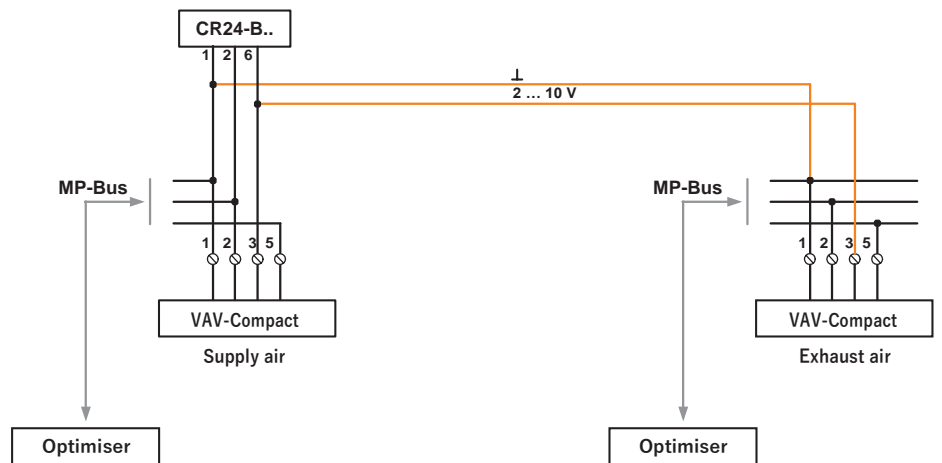 CR24-B..
1 2 6
⊥
2 ... 10 V
MP-Bus
MP-Bus
1 2 3 5
1 2 3 5
VAV-Compact
VAV-Compact
Supply air
Exhaust air
Optimiser
Optimiser